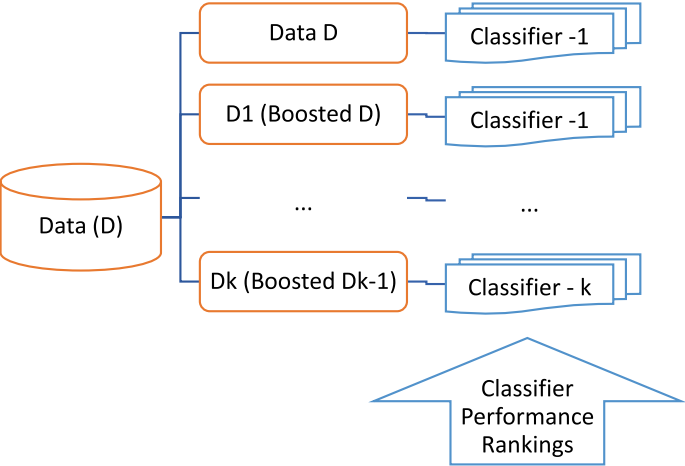 Data D
Classifier -1
D1 (Boosted D)
Classifier -1
Data (D)
...
...
Dk (Boosted Dk-1)
Classifier - k
Classifier
Performance
Rankings